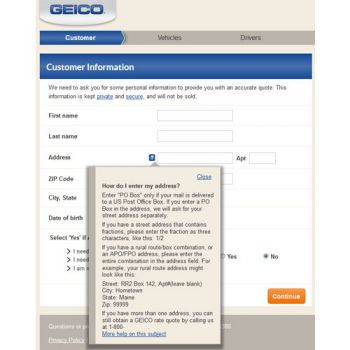 GEICO
Customer
Vehicles
Drivers
Customer Information
We need to ask you for some personal information to provide you with an accurate quote. This
information is kept private and secure, and will not be sold.
First name
Last name
Address
?
Apt
ZIP Code
City, State
Date of birth
Select 'Yes' if
> I need
> I need
> I am
Close
How do I enter my address?
Enter "PO Box" only if your mail is delivered
to a US Post Office Box. If you enter a PO
Box in the address, we will ask for your
street address separately.
If you have a street address that contains
fractions, please enter the fraction as three
characters, like this: 1/2
If you have a rural route/box combination, or
an APO/FPO address, please enter the
entire combination in the address field. For
example, your rural route address might
look like this:
Street: RR2 Box 142, Apt#(leave blank)
City: Hometown
State: Maine
Zip: 99999
If you have more than one address, you can
still obtain a GEICO rate quote by calling us
at 1-800-
More help on this subject
Yes
No
Continue
Questions or
Privacy Policy